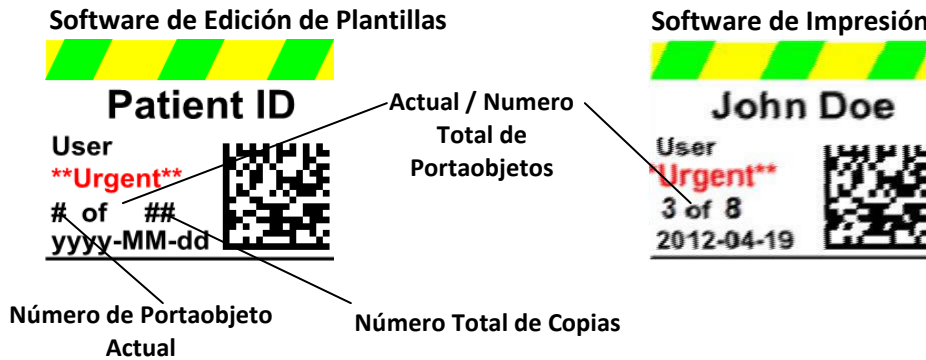 Software de Edición de Plantillas
Patient ID
User
**Urgent**
# of ##
yyyy-MM-dd
Actual / Numero
Total de
Portaobjetos
Software de Impresión
John Doe
User
*Urgent**
3 of 8
2012-04-19
Número de Portaobjeto
Actual
Número Total de Copias